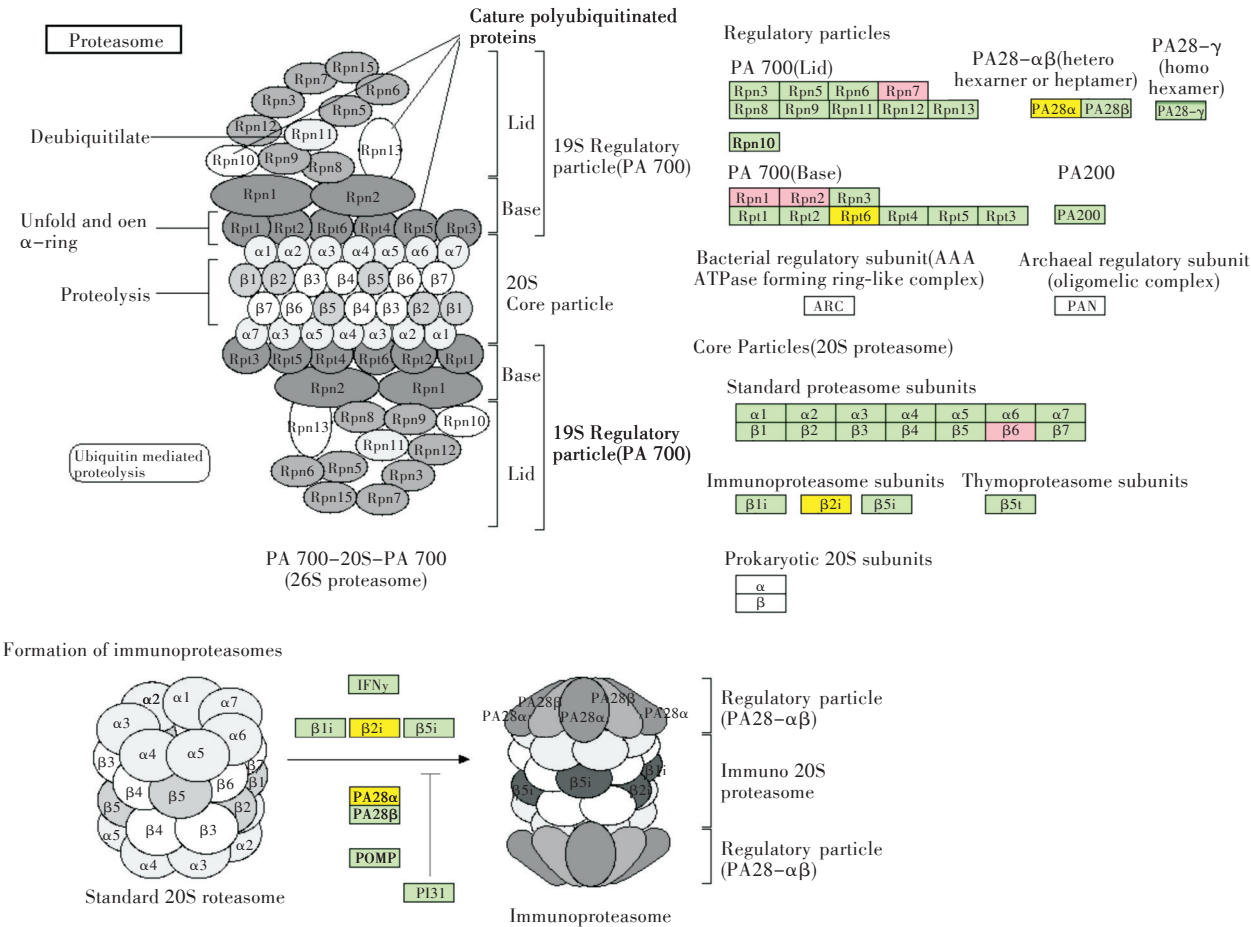 Proteasome
Cature polyubiquitinated
proteins
Rpn15
Rpn7
Rpn6
Rpn3
Rpn5
Rpn12
Rpn11
Deubiquitilate
Rpn10
Rpn9
Rpn13
Rpn8
Lid
19S Regulatory
particle(PA 700)
Rpn1
Rpn2
Base
Unfold and oen
α-ring
Rpt1 Rpt2 Rpt6 Rpt4 Rpt5 Rpt3
α1 α2 α3 α4 α5 α6 α7
β1 β2 β3 β4 β5 β6 β7
Proteolysis
20S
Core particle
β7 β6 β5 β4 β3 β2 β1
α7 α3 α5 α4 α3 α2 α1
Rpt3 Rpt5 Rpt4 Rpt6 Rpt2 Rpt1
Rpn2
Rpn1
Base
Rpn13
Rpn8
Rpn9
Rpn10
Rpn11
Rpn12
19S Regulatory
particle(PA 700)
Ubiquitin mediated
proteolysis
Rpn6
Rpn5
Rpn3
Lid
Rpn15
Rpn7
PA 700-20S-PA 700
(26S proteasome)
Regulatory particles
PA 700(Lid)
Rpn3 Rpn5 Rpn6 Rpn7
Rpn8 Rpn9 Rpn11 Rpn12 Rpn13
Rpn10
PA28-αβ(hetero
hexarner or heptamer)
PA28α PA28β
PA28-γ
(homo
hexamer)
PA28-γ
PA 700(Base)
Rpn1 Rpn2 Rpn3
Rpt1 Rpt2 Rpt6 Rpt4 Rpt5 Rpt3
PA200
PA200
Bacterial regulatory subunit(AAA
ATPase forming ring-like complex)
ARC
Archaeal regulatory subunit
(oligomelic complex)
PAN
Core Particles(20S proteasome)
Standard proteasome subunits
α1 α2 α3 α4 α5 α6 α7
β1 β2 β3 β4 β5 β6 β7
Immunoproteasome subunits
β1i β2i β5i
Thymoproteasome subunits
β5t
Prokaryotic 20S subunits
α
β
Formation of immunoproteasomes
α2 α1 α7
α3 α6
α4 α5
β3 β7
β4 β6 β1
β5 β5 β2
β4 β3
α5 α2
α4 α3
Standard 20S roteasome
IFNγ
β1i β2i β5i
PA28α
PA28β
POMP
PI31
PA28β PA28β
PA28α PA28α PA28α
β1i
β5i β5i β2i
Immunoproteasome
Regulatory particle
(PA28-αβ)
Immuno 20S
proteasome
Regulatory particle
(PA28-αβ)